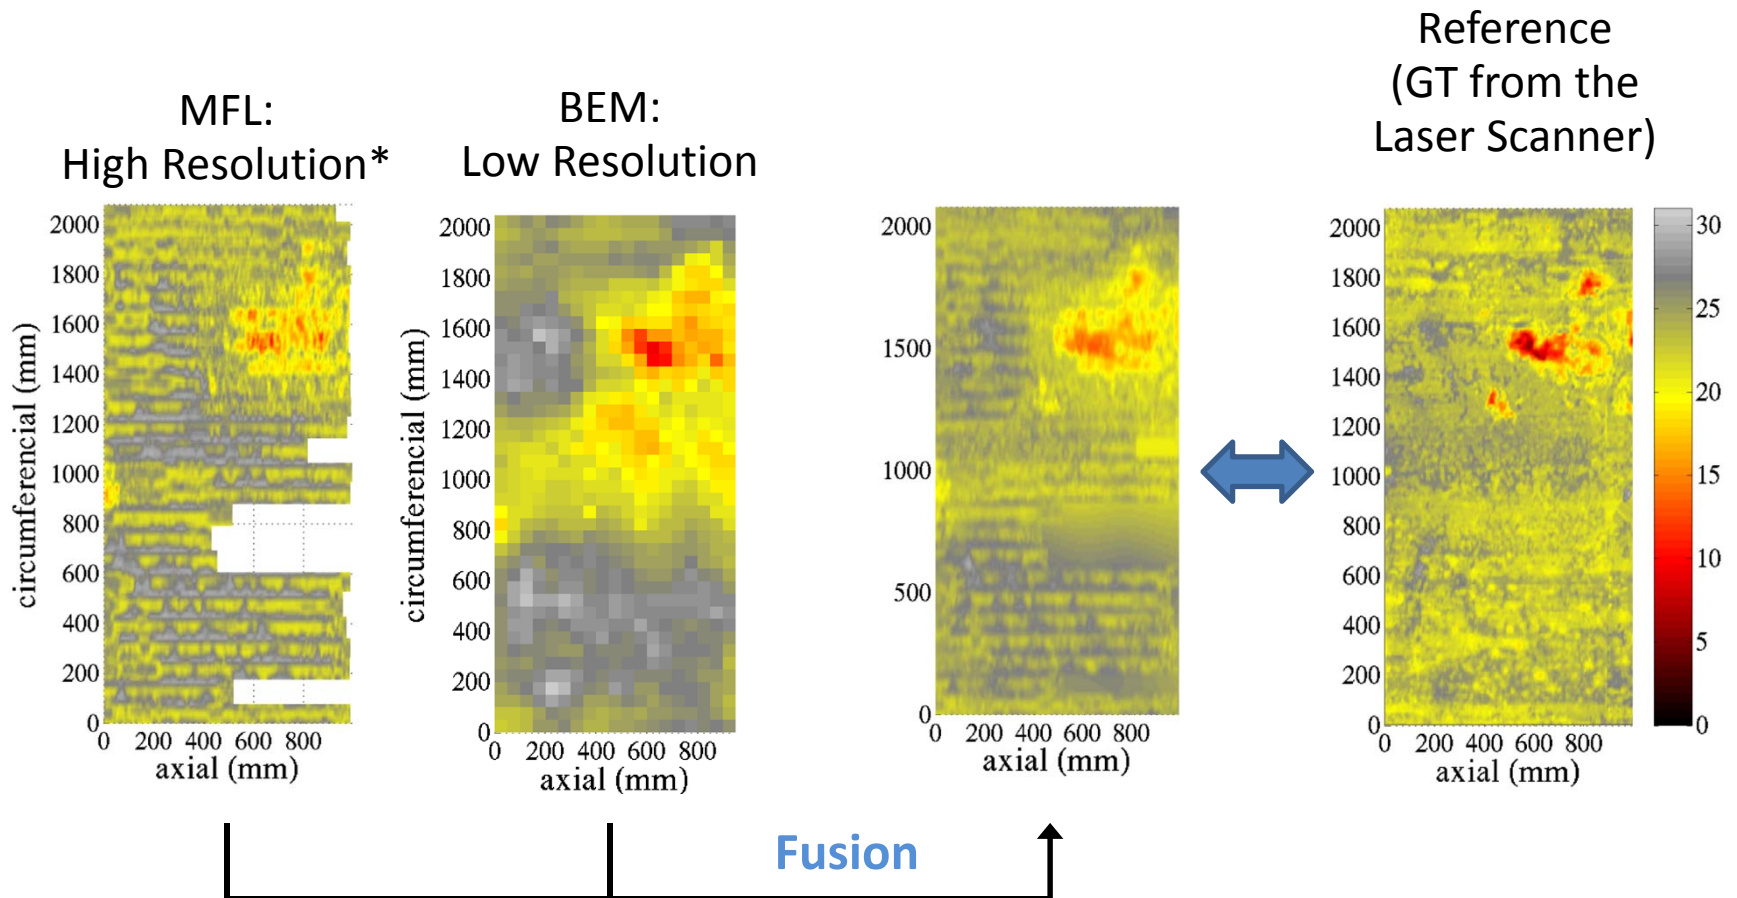 MFL:
High Resolution*
BEM:
Low Resolution
Reference
(GT from the
Laser Scanner)
circumferencial (mm)
2000
1800
1600
1400
1200
1000
800
600
400
200
0
0 200 400 600 800
axial (mm)
circumferencial (mm)
2000
1800
1600
1400
1200
1000
800
600
400
200
0
0 200 400 600 800
axial (mm)
2000
1500
1000
500
0
0 200 400 600 800
axial (mm)
2000
1800
1600
1400
1200
1000
800
600
400
200
0
0 200 400 600 800
axial (mm)
30
25
20
15
10
5
0
Fusion